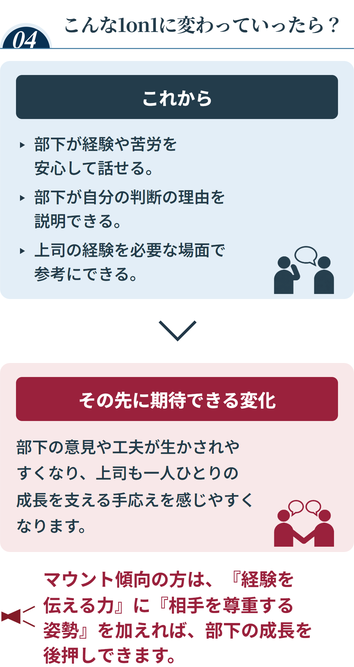 04 こんな1on1に変わっていったら？
これから
▸ 部下が経験や苦労を
安心して話せる。
▸ 部下が自分の判断の理由を
説明できる。
▸ 上司の経験を必要な場面で
参考にできる。
その先に期待できる変化
部下の意見や工夫が生かされや
すくなり、上司も一人ひとりの
成長を支える手応えを感じやすく
なります。
マウント傾向の方は、『経験を
伝える力』に『相手を尊重する
姿勢』を加えれば、部下の成長を
後押しできます。